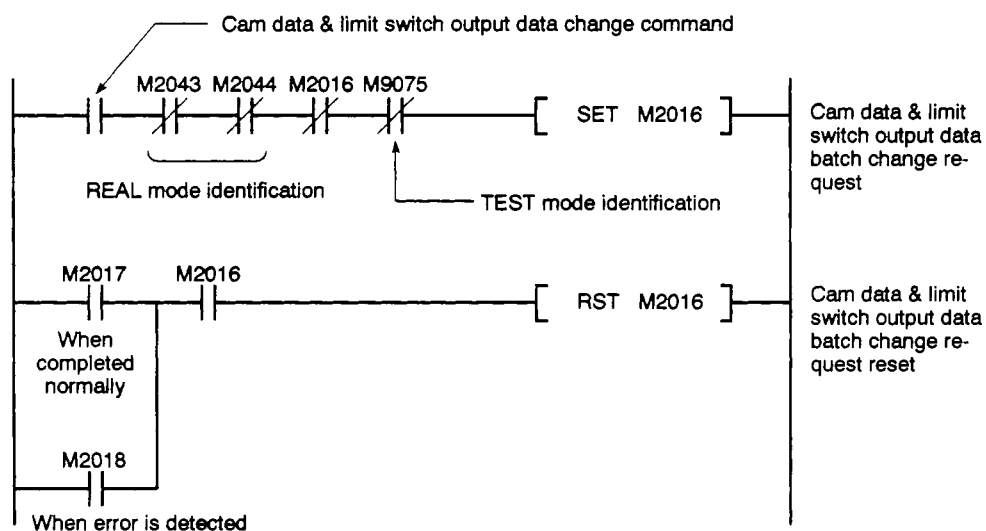 Cam data & limit switch output data change command
M2043 M2044 M2016 M9075
SET M2016
Cam data & limit
switch output data
batch change re-
quest
REAL mode identification
TEST mode identification
M2017 M2016
RST M2016
Cam data & limit
switch output data
batch change re-
quest reset
When
completed
normally
M2018
When error is detected